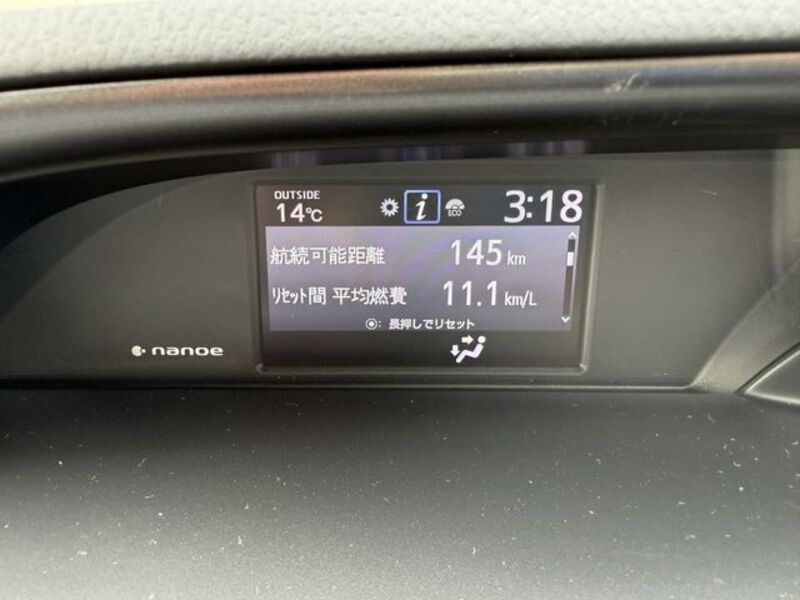 OUTSIDE
14℃
i
ECO
3:18
航続可能距離 145 km
ﾘｾｯﾄ間 平均燃費 11.1 km/L
◉: 長押しでリセット
nanoe